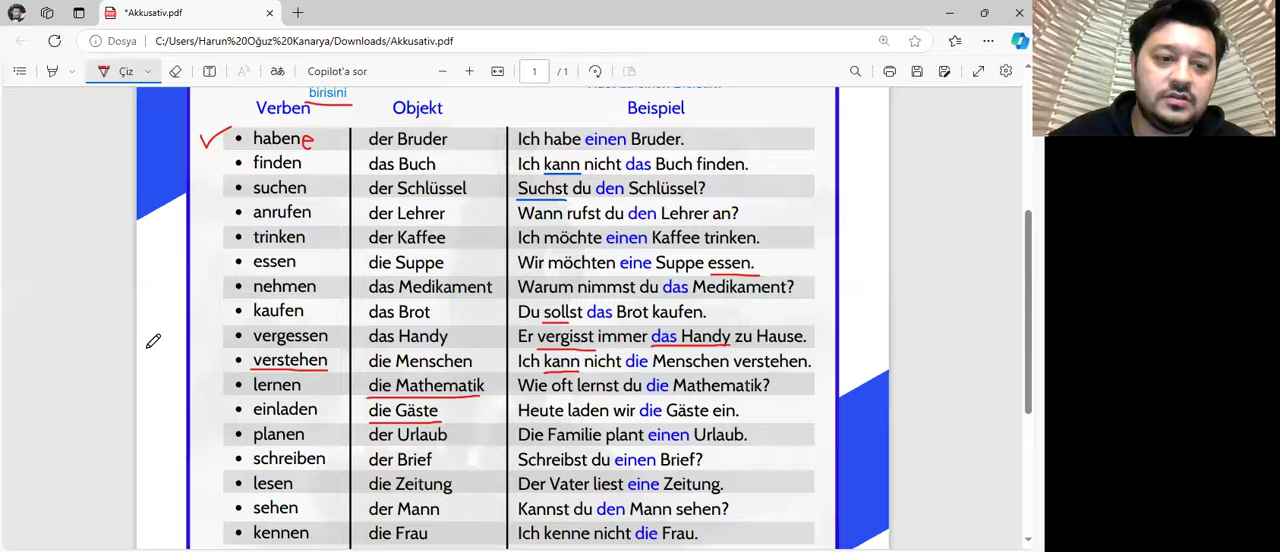 *Akkusativ.pdf
Dosya C:/Users/Harun%20Oğuz%20Kanarya/Downloads/Akkusativ.pdf
Çiz aあ Copilot'a sor 1 / 1
birisini
Verben Objekt Beispiel
• haben e der Bruder Ich habe einen Bruder.
• finden das Buch Ich kann nicht das Buch finden.
• suchen der Schlüssel Suchst du den Schlüssel?
• anrufen der Lehrer Wann rufst du den Lehrer an?
• trinken der Kaffee Ich möchte einen Kaffee trinken.
• essen die Suppe Wir möchten eine Suppe essen.
• nehmen das Medikament Warum nimmst du das Medikament?
• kaufen das Brot Du sollst das Brot kaufen.
• vergessen das Handy Er vergisst immer das Handy zu Hause.
• verstehen die Menschen Ich kann nicht die Menschen verstehen.
• lernen die Mathematik Wie oft lernst du die Mathematik?
• einladen die Gäste Heute laden wir die Gäste ein.
• planen der Urlaub Die Familie plant einen Urlaub.
• schreiben der Brief Schreibst du einen Brief?
• lesen die Zeitung Der Vater liest eine Zeitung.
• sehen der Mann Kannst du den Mann sehen?
• kennen die Frau Ich kenne nicht die Frau.